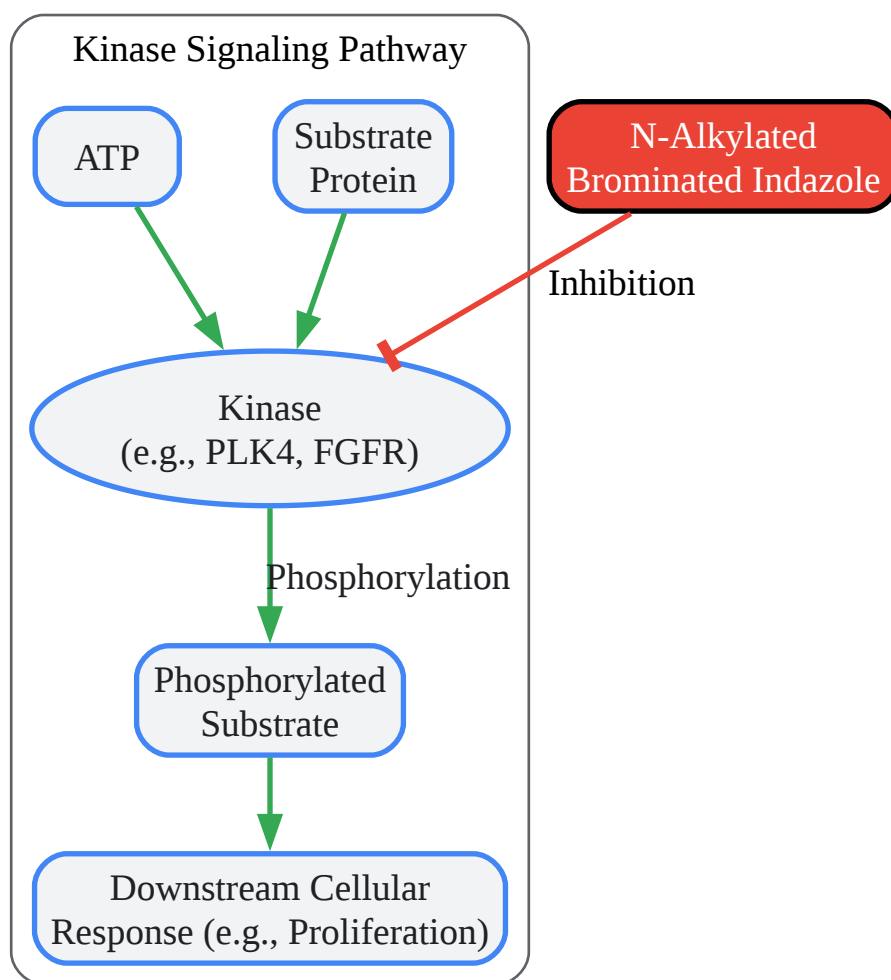 Kinase Signaling Pathway
ATP
Substrate
Protein
N-Alkylated
Brominated Indazole
Inhibition
Kinase
(e.g., PLK4, FGFR)
Phosphorylation
Phosphorylated
Substrate
Downstream Cellular
Response (e.g., Proliferation)